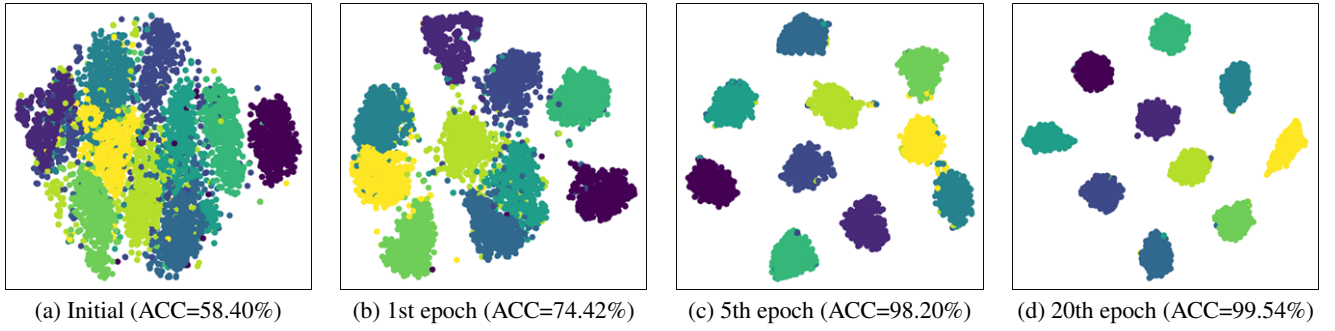 (a) Initial (ACC=58.40%)
(b) 1st epoch (ACC=74.42%)
(c) 5th epoch (ACC=98.20%)
(d) 20th epoch (ACC=99.54%)